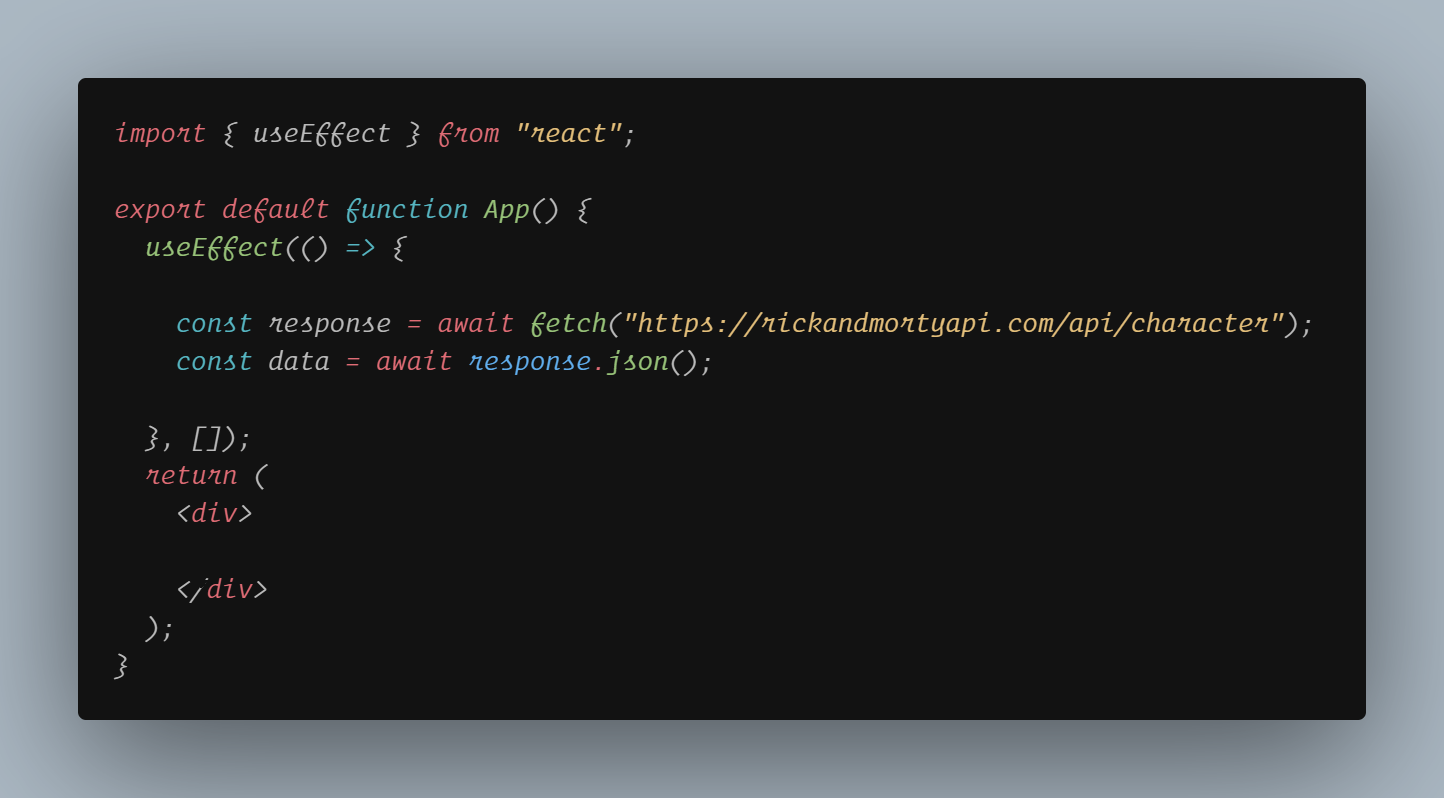 import { useEffect } from "react";
export default function App() {
  useEffect(() => {
    const response = await fetch("https://rickandmortyapi.com/api/character");
    const data = await response.json();
  }, []);
  return (
    <div>
    </div>
  );
}